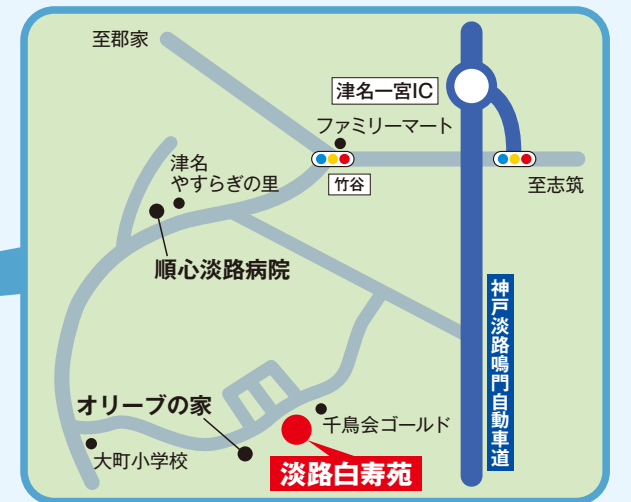 至郡家
津名一宮IC
ファミリーマート
竹谷
至志筑
津名
やすらぎの里
順心淡路病院
神戸淡路鳴門自動車道
オリーブの家
千鳥会ゴールド
大町小学校
淡路白寿苑